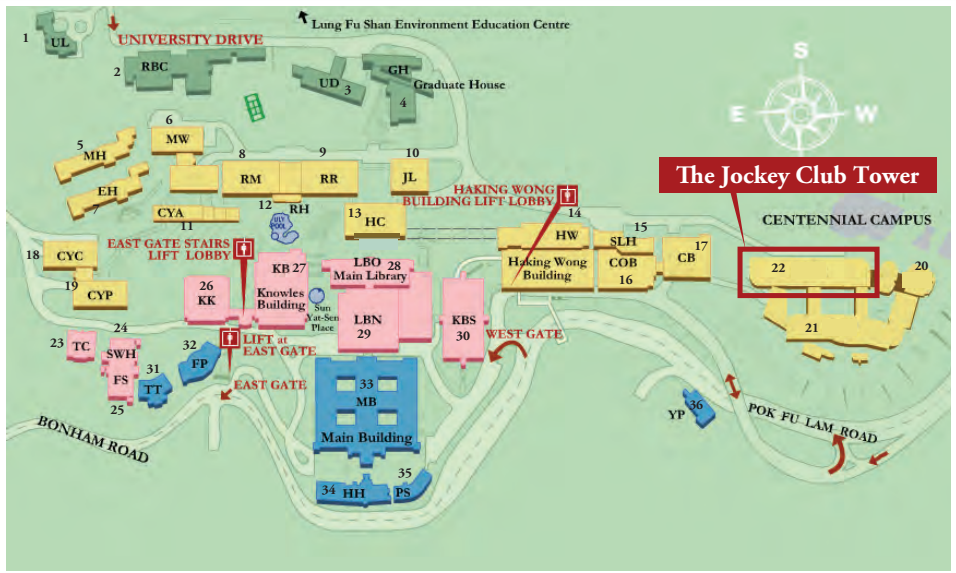 Lung Fu Shan Environment Education Centre
1
UL
UNIVERSITY DRIVE
2
RBC
UD
3
GH
Graduate House
4
S
E
W
The Jockey Club Tower
5
MH
6
MW
EH
8
9
RM
RR
10
JL
HAKING WONG
BUILDING LIFT LOBBY
12
RH
LILY
POOL
CYA
11
13
HC
14
HW
15
SLH
COB
16
17
CB
Haking Wong
Building
CENTENNIAL CAMPUS
22
20
21
EAST GATE STAIRS
LIFT LOBBY
18
CYC
19
CYP
26
KK
KB 27
Knowles
Building
LBO 28
Main Library
Sun
Yat-Sen
Place
LBN
29
KBS
30
WEST GATE
LIFT at
EAST GATE
EAST GATE
23
TC
24
SWH
FS
25
31
TT
32
FP
33
MB
Main Building
34
HH
35
PS
YP
36
BONHAM ROAD
POK FU LAM ROAD